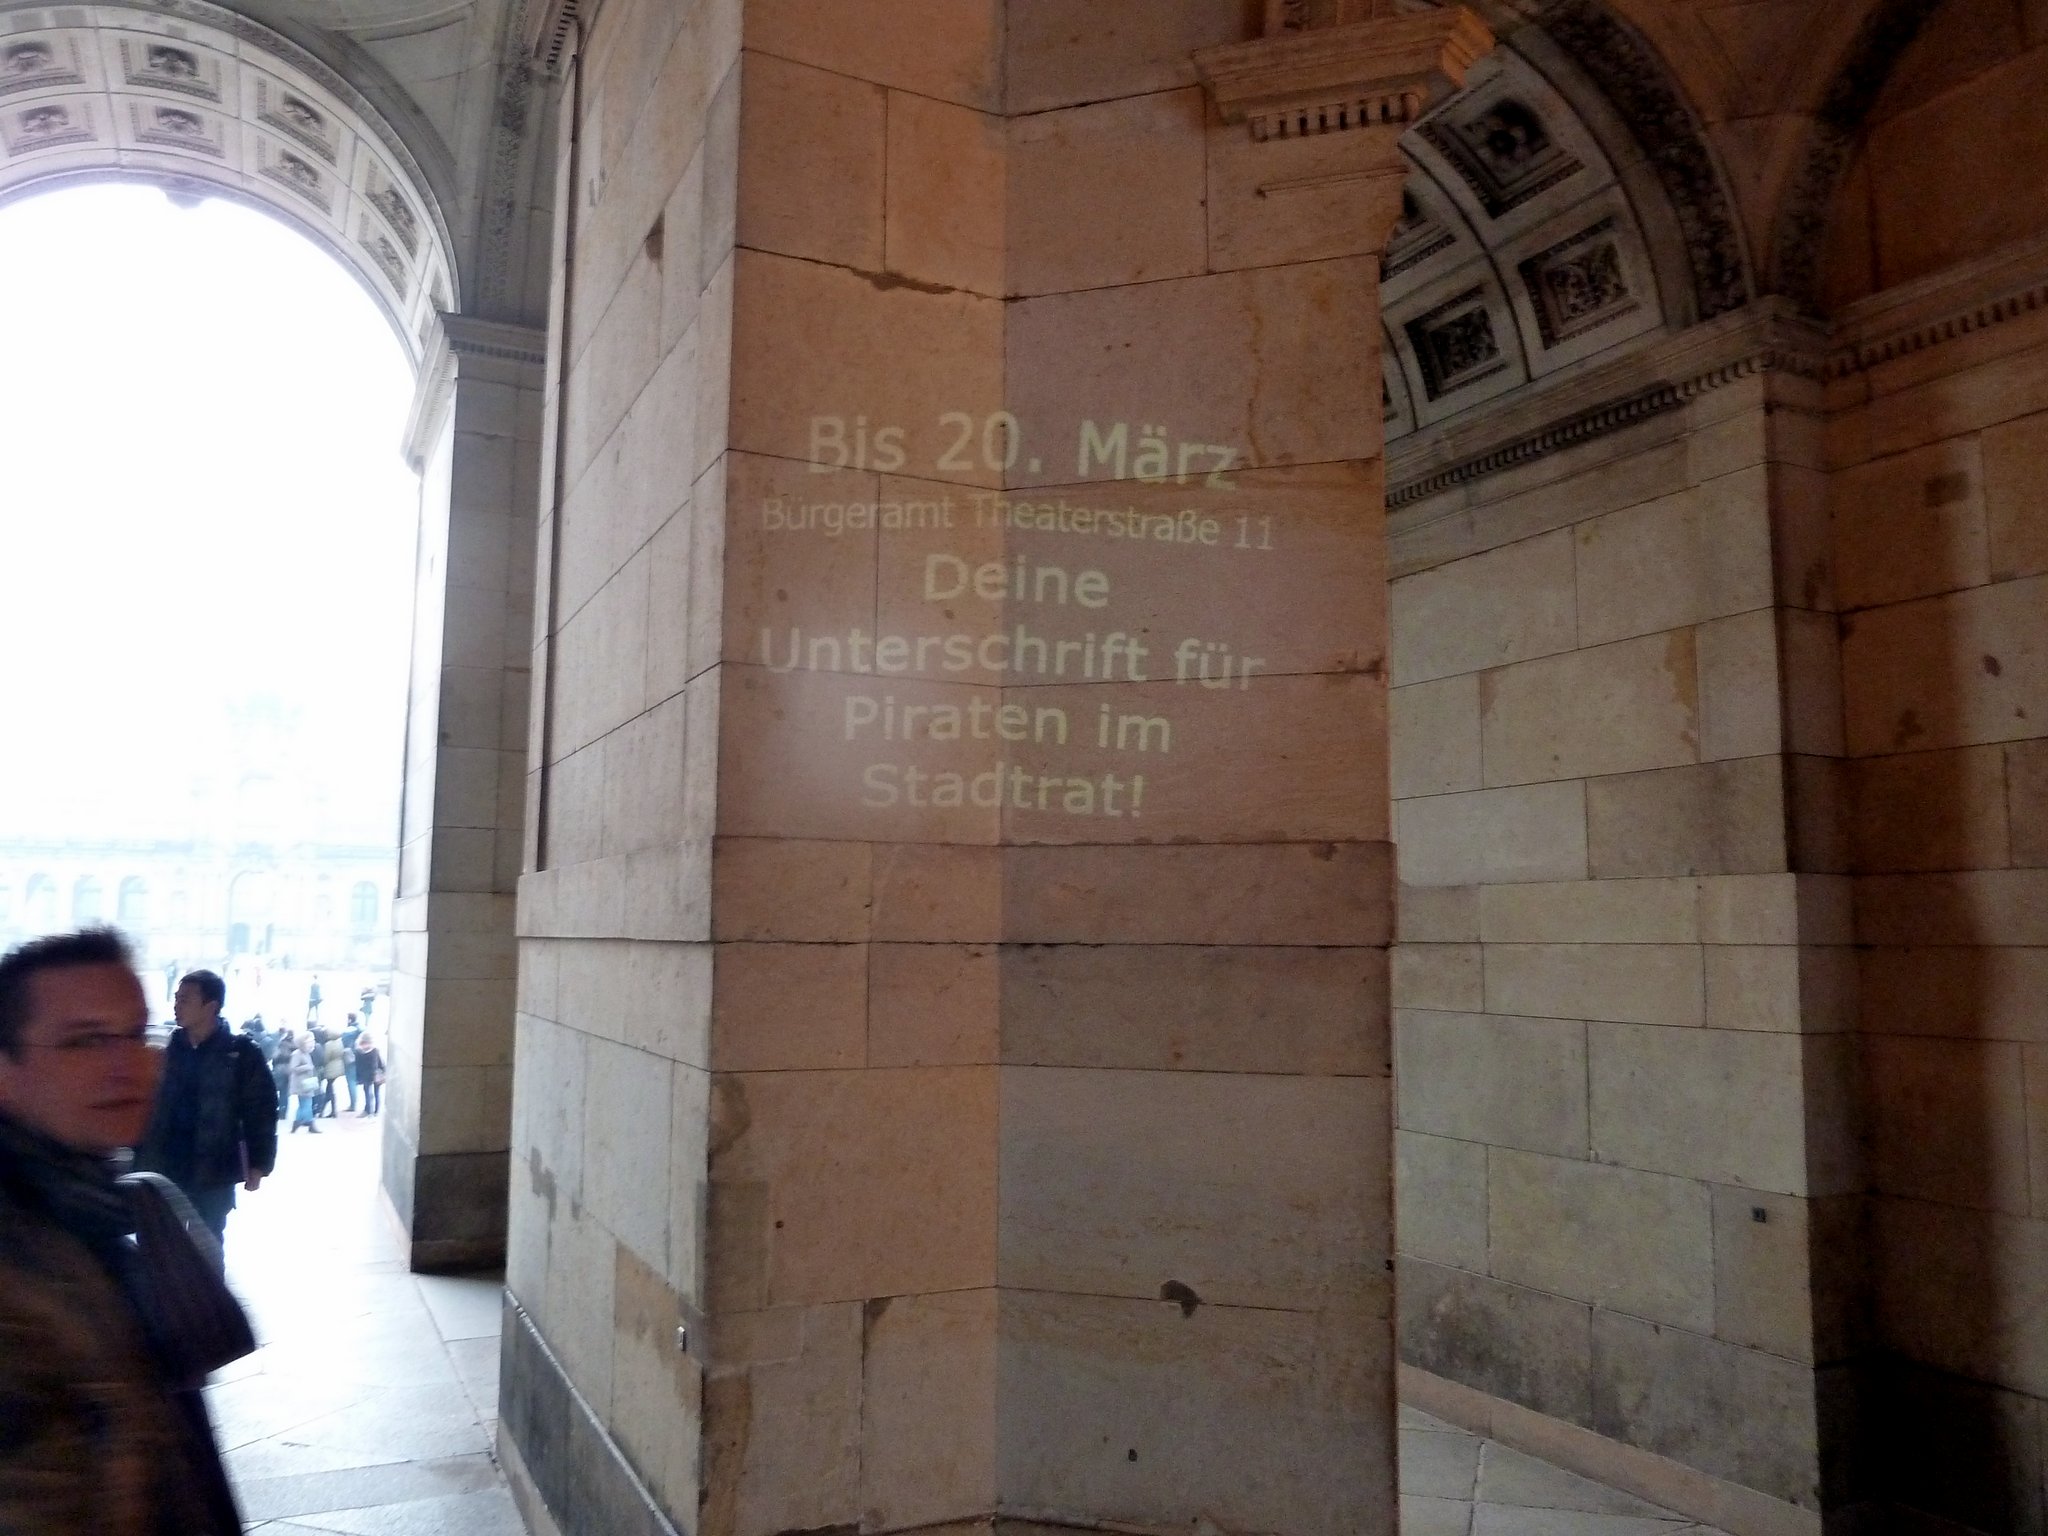 Bis 20. März
Bürgeramt Theaterstraße 11
Deine
Unterschrift für
Piraten im
Stadtrat!